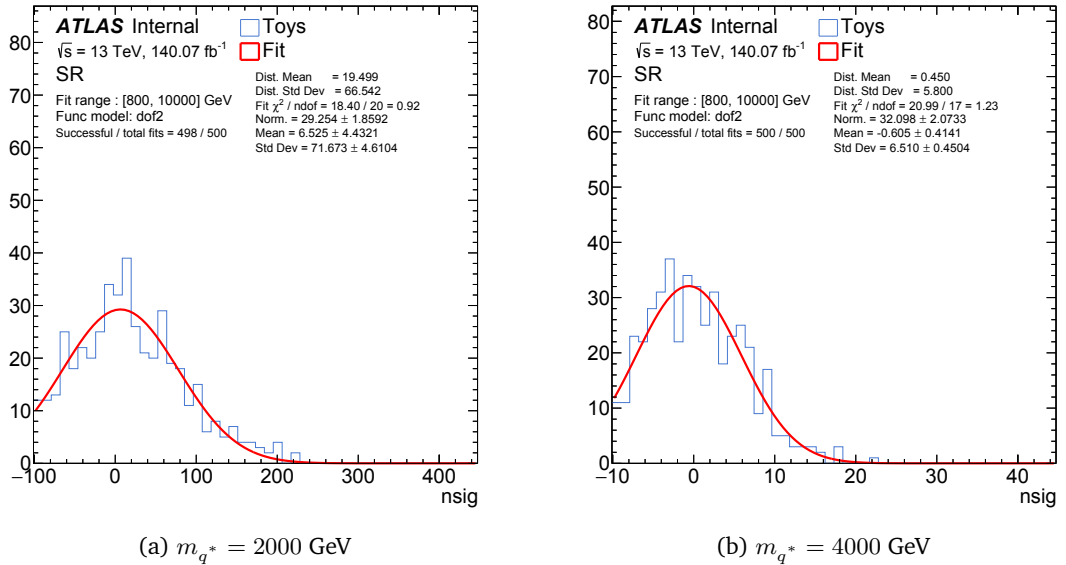 ATLAS Internal
√s = 13 TeV, 140.07 fb⁻¹
SR
Fit range : [800, 10000] GeV
Func model: dof2
Successful / total fits = 498 / 500
Toys
Fit
Dist. Mean = 19.499
Dist. Std Dev = 66.542
Fit χ² / ndof = 18.40 / 20 = 0.92
Norm. = 29.254 ± 1.8592
Mean = 6.525 ± 4.4321
Std Dev = 71.673 ± 4.6104
80
70
60
50
40
30
20
10
0
−100 0 100 200 300 400
nsig
(a) m_q* = 2000 GeV
ATLAS Internal
√s = 13 TeV, 140.07 fb⁻¹
SR
Fit range : [800, 10000] GeV
Func model: dof2
Successful / total fits = 500 / 500
Toys
Fit
Dist. Mean = 0.450
Dist. Std Dev = 5.800
Fit χ² / ndof = 20.99 / 17 = 1.23
Norm. = 32.098 ± 2.0733
Mean = -0.605 ± 0.4141
Std Dev = 6.510 ± 0.4504
80
70
60
50
40
30
20
10
0
−10 0 10 20 30 40
nsig
(b) m_q* = 4000 GeV